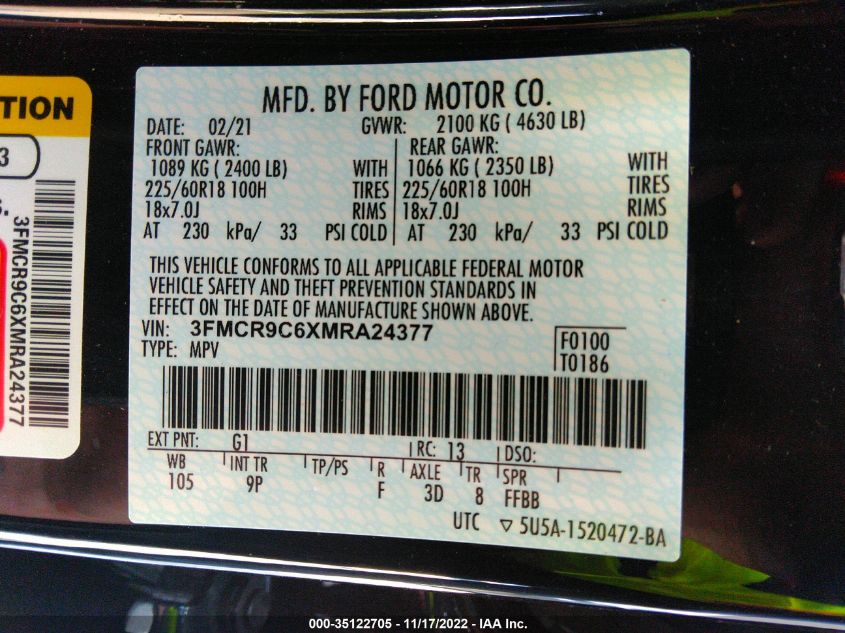 TION
3
3FMCR9C6XMRA24377
MFD. BY FORD MOTOR CO.
DATE: 02/21 GVWR: 2100 KG ( 4630 LB)
FRONT GAWR: REAR GAWR:
1089 KG ( 2400 LB) WITH 1066 KG ( 2350 LB) WITH
225/60R18 100H TIRES 225/60R18 100H TIRES
18x7.0J RIMS 18x7.0J RIMS
AT 230 kPa/ 33 PSI COLD AT 230 kPa/ 33 PSI COLD
THIS VEHICLE CONFORMS TO ALL APPLICABLE FEDERAL MOTOR
VEHICLE SAFETY AND THEFT PREVENTION STANDARDS IN
EFFECT ON THE DATE OF MANUFACTURE SHOWN ABOVE.
VIN: 3FMCR9C6XMRA24377
TYPE: MPV
F0100
T0186
EXT PNT: G1 RC: 13 DSO:
WB INT TR TP/PS R AXLE TR SPR
105 9P F 3D 8 FFBB
UTC ▽ 5U5A-1520472-BA
000-35122705 - 11/17/2022 - IAA Inc.